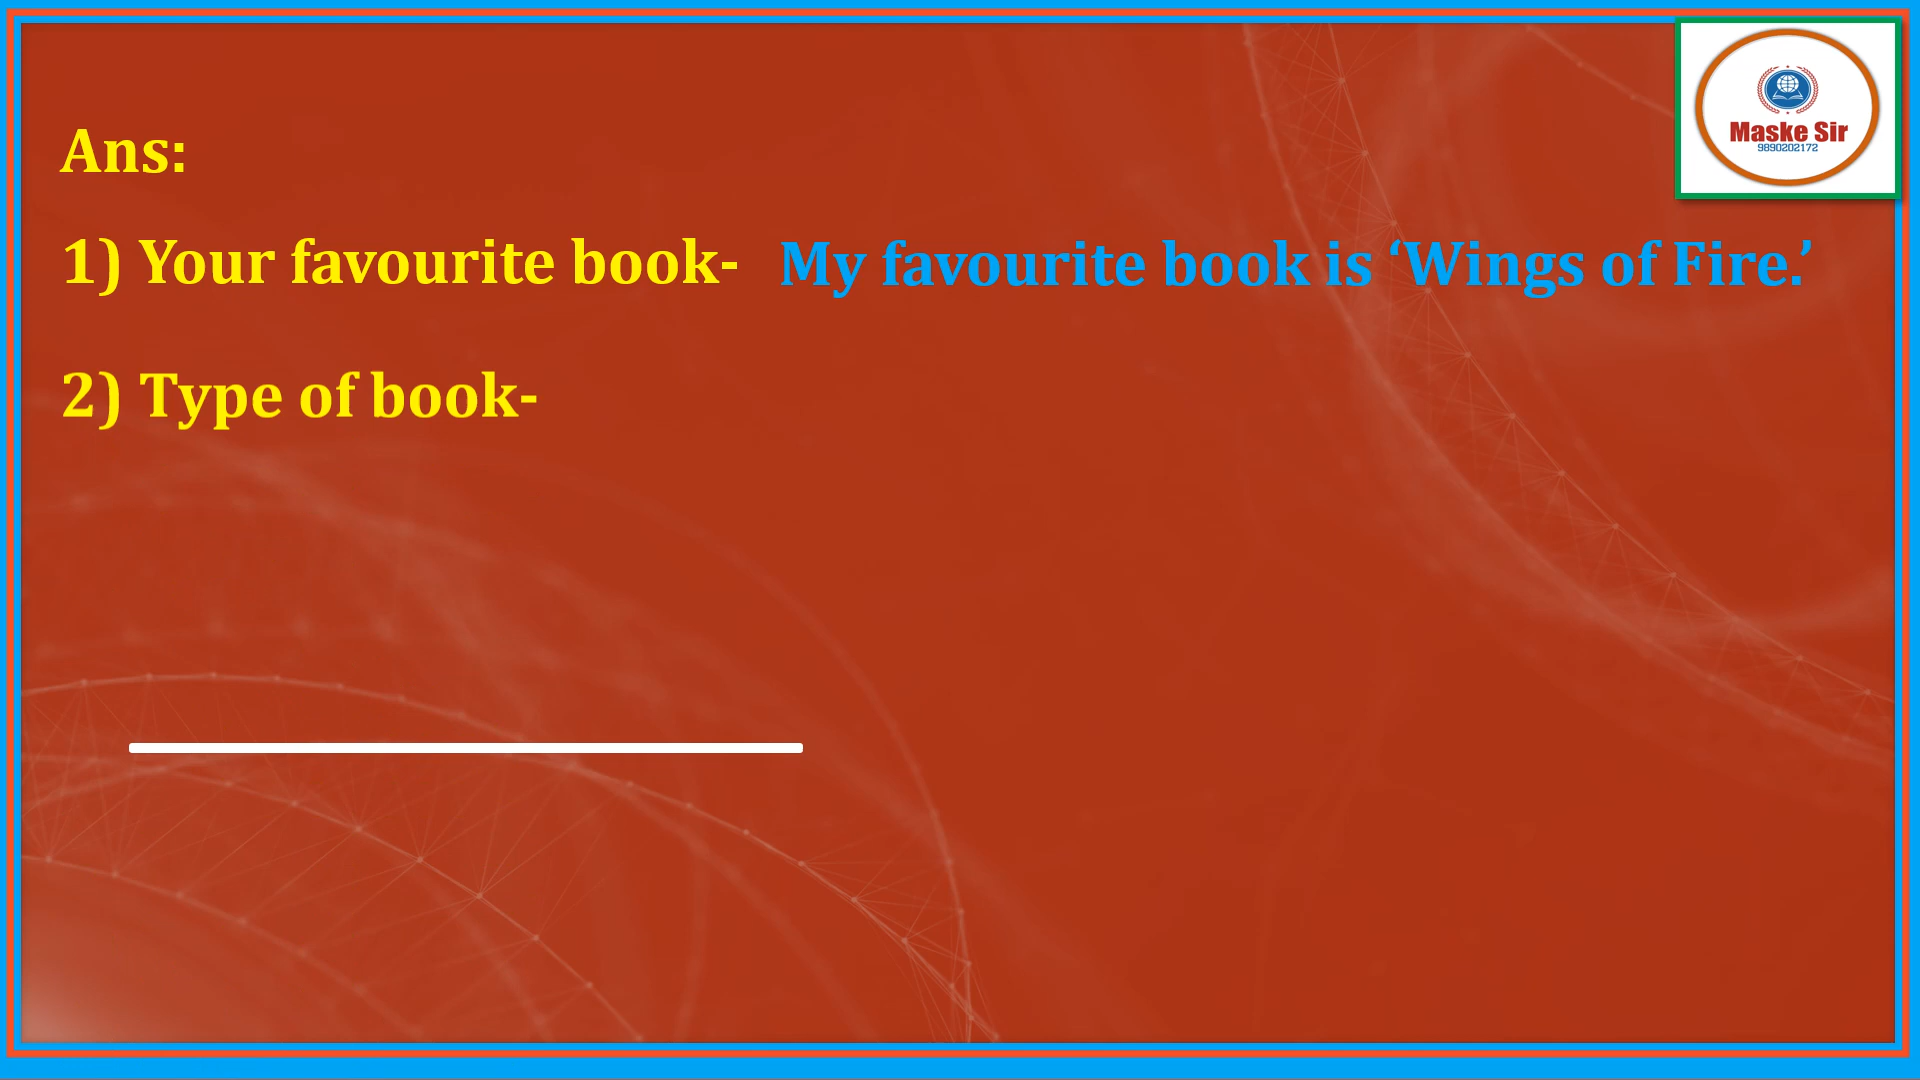 Maske Sir
9890202172
Ans:
1) Your favourite book- My favourite book is ‘Wings of Fire.’
2) Type of book-